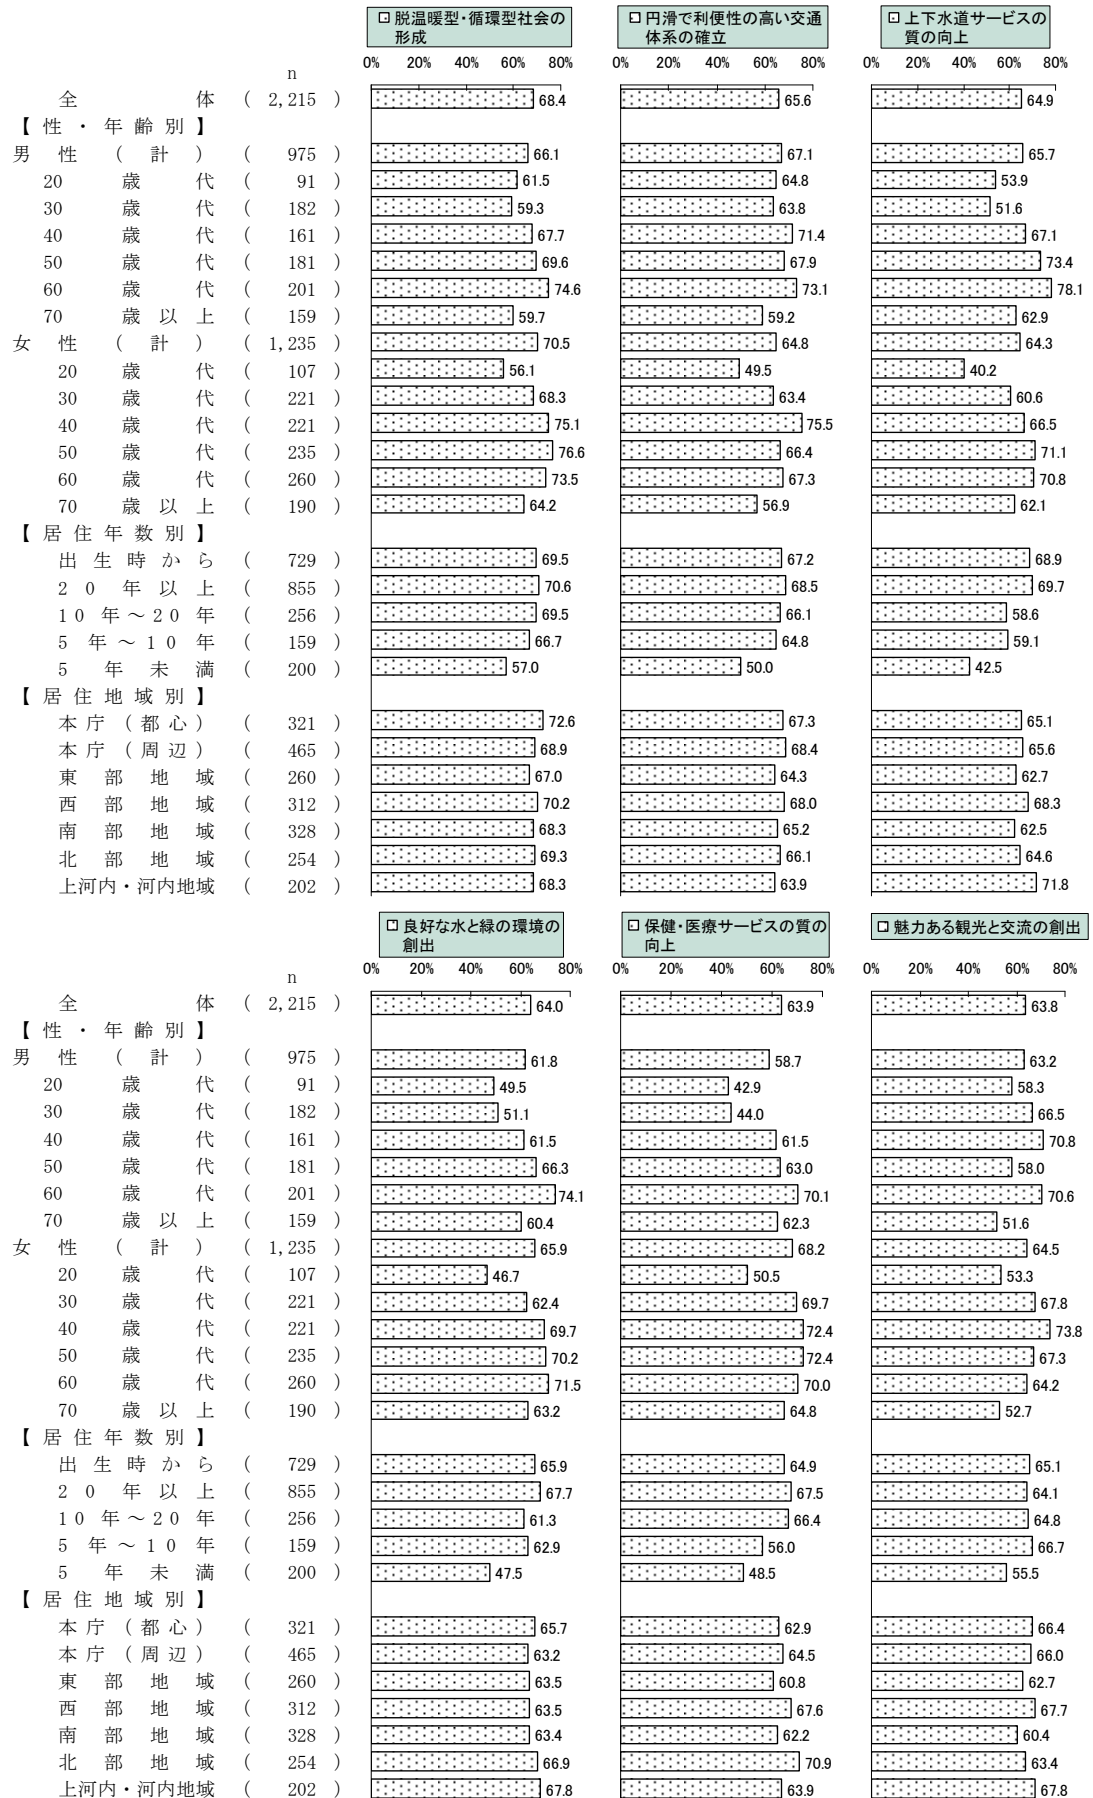 脱温暖型・循環型社会の
形成
円滑で利便性の高い交通
体系の確立
上下水道サービスの
質の向上
0% 20% 40% 60% 80% 0% 20% 40% 60% 80% 0% 20% 40% 60% 80%
n
全体 ( 2,215 ) 68.4 65.6 64.9
【性・年齢別】
男性(計) ( 975 ) 66.1 67.1 65.7
20歳代 ( 91 ) 61.5 64.8 53.9
30歳代 ( 182 ) 59.3 63.8 51.6
40歳代 ( 161 ) 67.7 71.4 67.1
50歳代 ( 181 ) 69.6 67.9 73.4
60歳代 ( 201 ) 74.6 73.1 78.1
70歳以上 ( 159 ) 59.7 59.2 62.9
女性(計) ( 1,235 ) 70.5 64.8 64.3
20歳代 ( 107 ) 56.1 49.5 40.2
30歳代 ( 221 ) 68.3 63.4 60.6
40歳代 ( 221 ) 75.1 75.5 66.5
50歳代 ( 235 ) 76.6 66.4 71.1
60歳代 ( 260 ) 73.5 67.3 70.8
70歳以上 ( 190 ) 64.2 56.9 62.1
【居住年数別】
出生時から ( 729 ) 69.5 67.2 68.9
20年以上 ( 855 ) 70.6 68.5 69.7
10年~20年 ( 256 ) 69.5 66.1 58.6
5年~10年 ( 159 ) 66.7 64.8 59.1
5年未満 ( 200 ) 57.0 50.0 42.5
【居住地域別】
本庁(都心) ( 321 ) 72.6 67.3 65.1
本庁(周辺) ( 465 ) 68.9 68.4 65.6
東部地域 ( 260 ) 67.0 64.3 62.7
西部地域 ( 312 ) 70.2 68.0 68.3
南部地域 ( 328 ) 68.3 65.2 62.5
北部地域 ( 254 ) 69.3 66.1 64.6
上河内・河内地域 ( 202 ) 68.3 63.9 71.8
良好な水と緑の環境の
創出
保健・医療サービスの質の
向上
魅力ある観光と交流の創出
0% 20% 40% 60% 80% 0% 20% 40% 60% 80% 0% 20% 40% 60% 80%
n
全体 ( 2,215 ) 64.0 63.9 63.8
【性・年齢別】
男性(計) ( 975 ) 61.8 58.7 63.2
20歳代 ( 91 ) 49.5 42.9 58.3
30歳代 ( 182 ) 51.1 44.0 66.5
40歳代 ( 161 ) 61.5 61.5 70.8
50歳代 ( 181 ) 66.3 63.0 58.0
60歳代 ( 201 ) 74.1 70.1 70.6
70歳以上 ( 159 ) 60.4 62.3 51.6
女性(計) ( 1,235 ) 65.9 68.2 64.5
20歳代 ( 107 ) 46.7 50.5 53.3
30歳代 ( 221 ) 62.4 69.7 67.8
40歳代 ( 221 ) 69.7 72.4 73.8
50歳代 ( 235 ) 70.2 72.4 67.3
60歳代 ( 260 ) 71.5 70.0 64.2
70歳以上 ( 190 ) 63.2 64.8 52.7
【居住年数別】
出生時から ( 729 ) 65.9 64.9 65.1
20年以上 ( 855 ) 67.7 67.5 64.1
10年~20年 ( 256 ) 61.3 66.4 64.8
5年~10年 ( 159 ) 62.9 56.0 66.7
5年未満 ( 200 ) 47.5 48.5 55.5
【居住地域別】
本庁(都心) ( 321 ) 65.7 62.9 66.4
本庁(周辺) ( 465 ) 63.2 64.5 66.0
東部地域 ( 260 ) 63.5 60.8 62.7
西部地域 ( 312 ) 63.5 67.6 67.7
南部地域 ( 328 ) 63.4 62.2 60.4
北部地域 ( 254 ) 66.9 70.9 63.4
上河内・河内地域 ( 202 ) 67.8 63.9 67.8